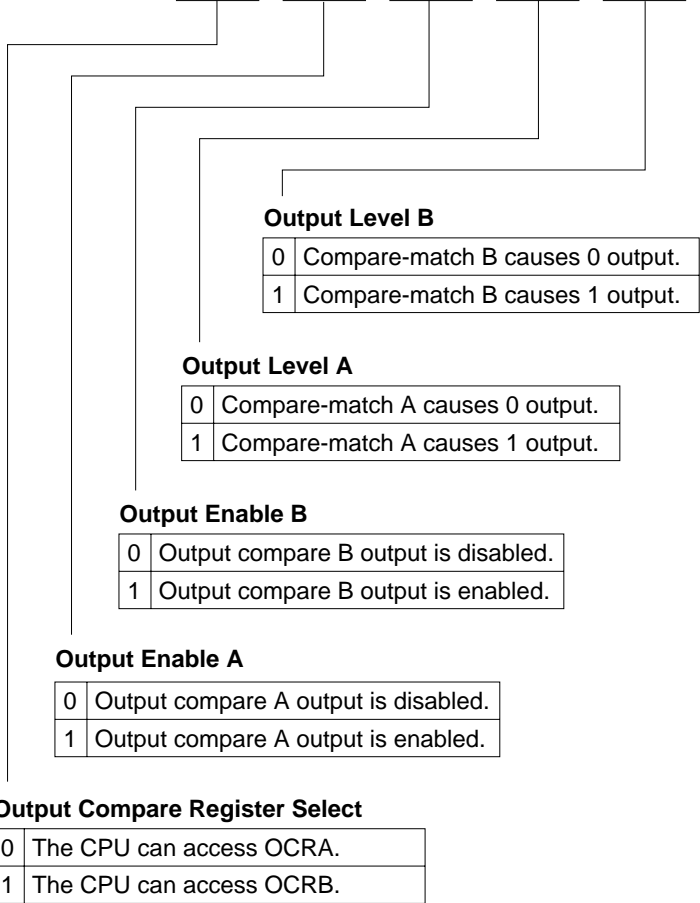 Output Level B
0 Compare-match B causes 0 output.
1 Compare-match B causes 1 output.
Output Level A
0 Compare-match A causes 0 output.
1 Compare-match A causes 1 output.
Output Enable B
0 Output compare B output is disabled.
1 Output compare B output is enabled.
Output Enable A
0 Output compare A output is disabled.
1 Output compare A output is enabled.
Output Compare Register Select
0 The CPU can access OCRA.
1 The CPU can access OCRB.